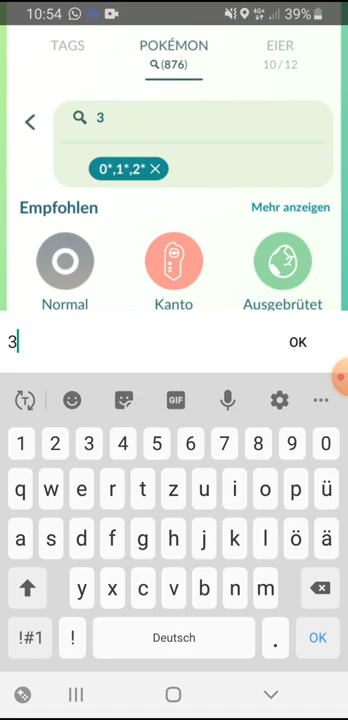 10:54 4G+ 39%
TAGS POKÉMON EIER
(876) 10 / 12
3
0*,1*,2* ×
Empfohlen Mehr anzeigen
Normal Kanto Ausgebrütet
3 OK
T GIF
1 2 3 4 5 6 7 8 9 0
q w e r t z u i o p ü
a s d f g h j k l ö ä
y x c v b n m
!#1 ! Deutsch . OK